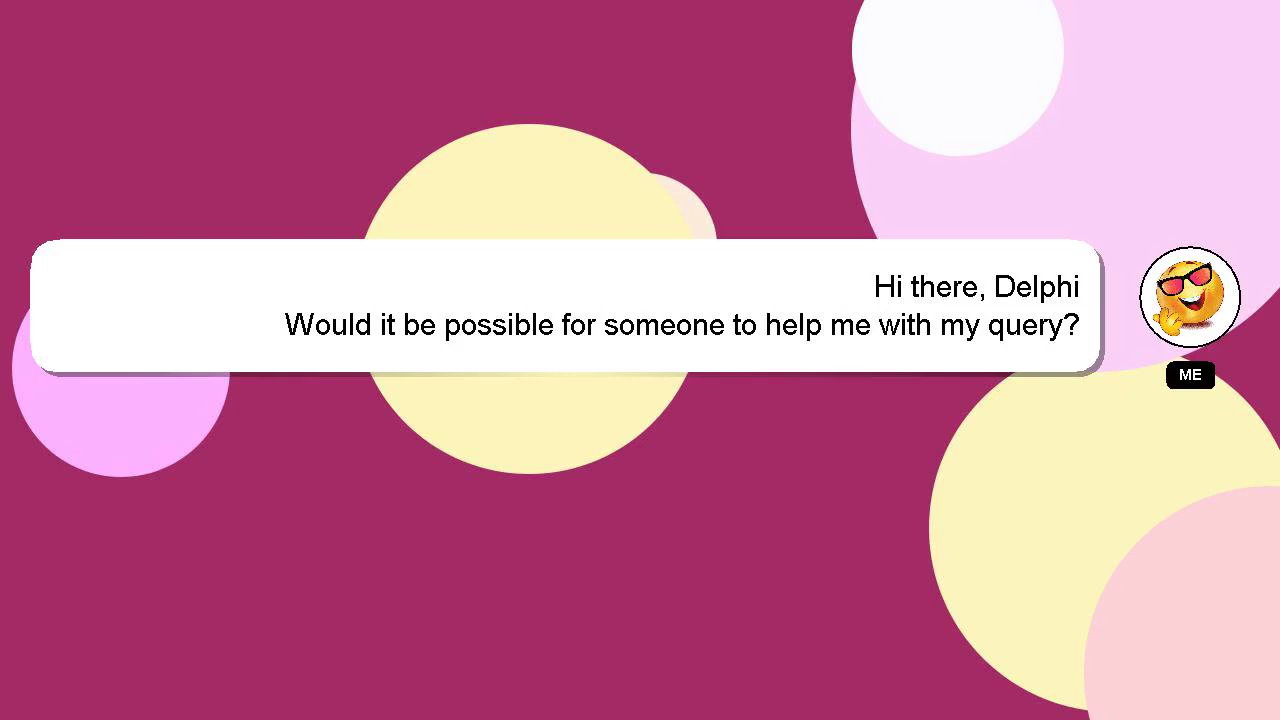 Hi there, Delphi
Would it be possible for someone to help me with my query?
ME